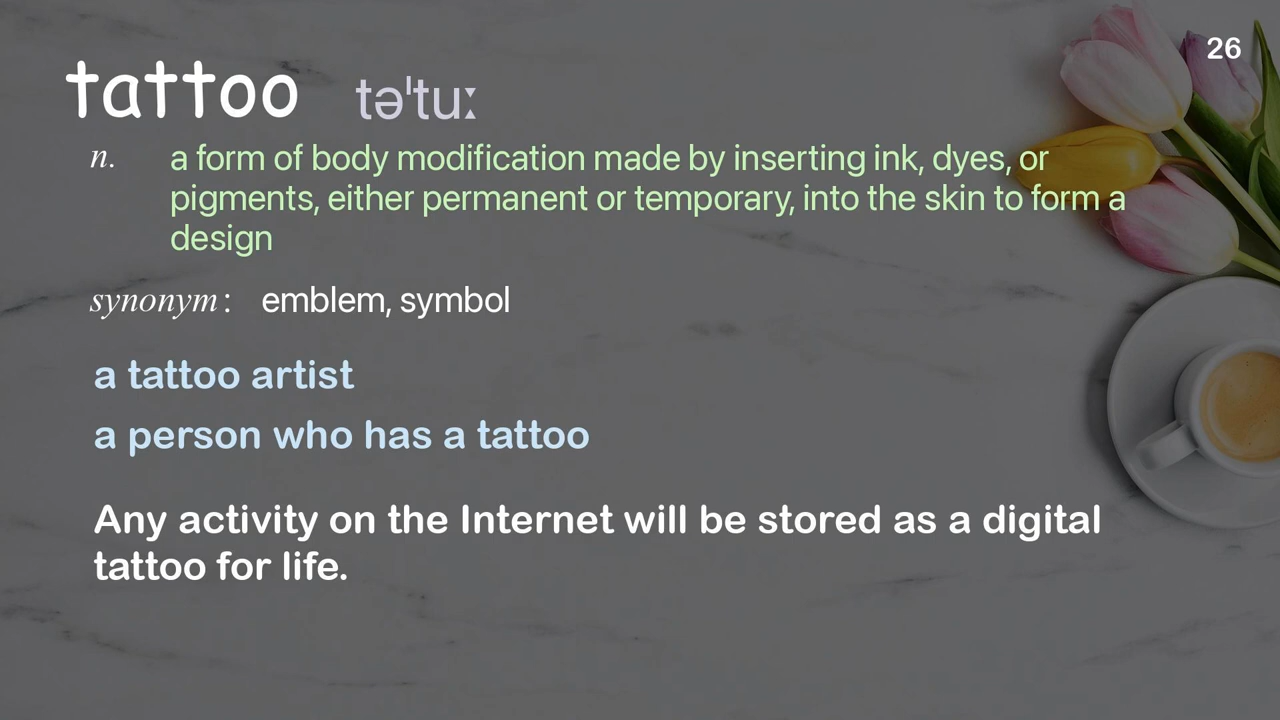 26
tattoo təˈtuː
n. a form of body modification made by inserting ink, dyes, or
pigments, either permanent or temporary, into the skin to form a
design
synonym: emblem, symbol
a tattoo artist
a person who has a tattoo
Any activity on the Internet will be stored as a digital
tattoo for life.